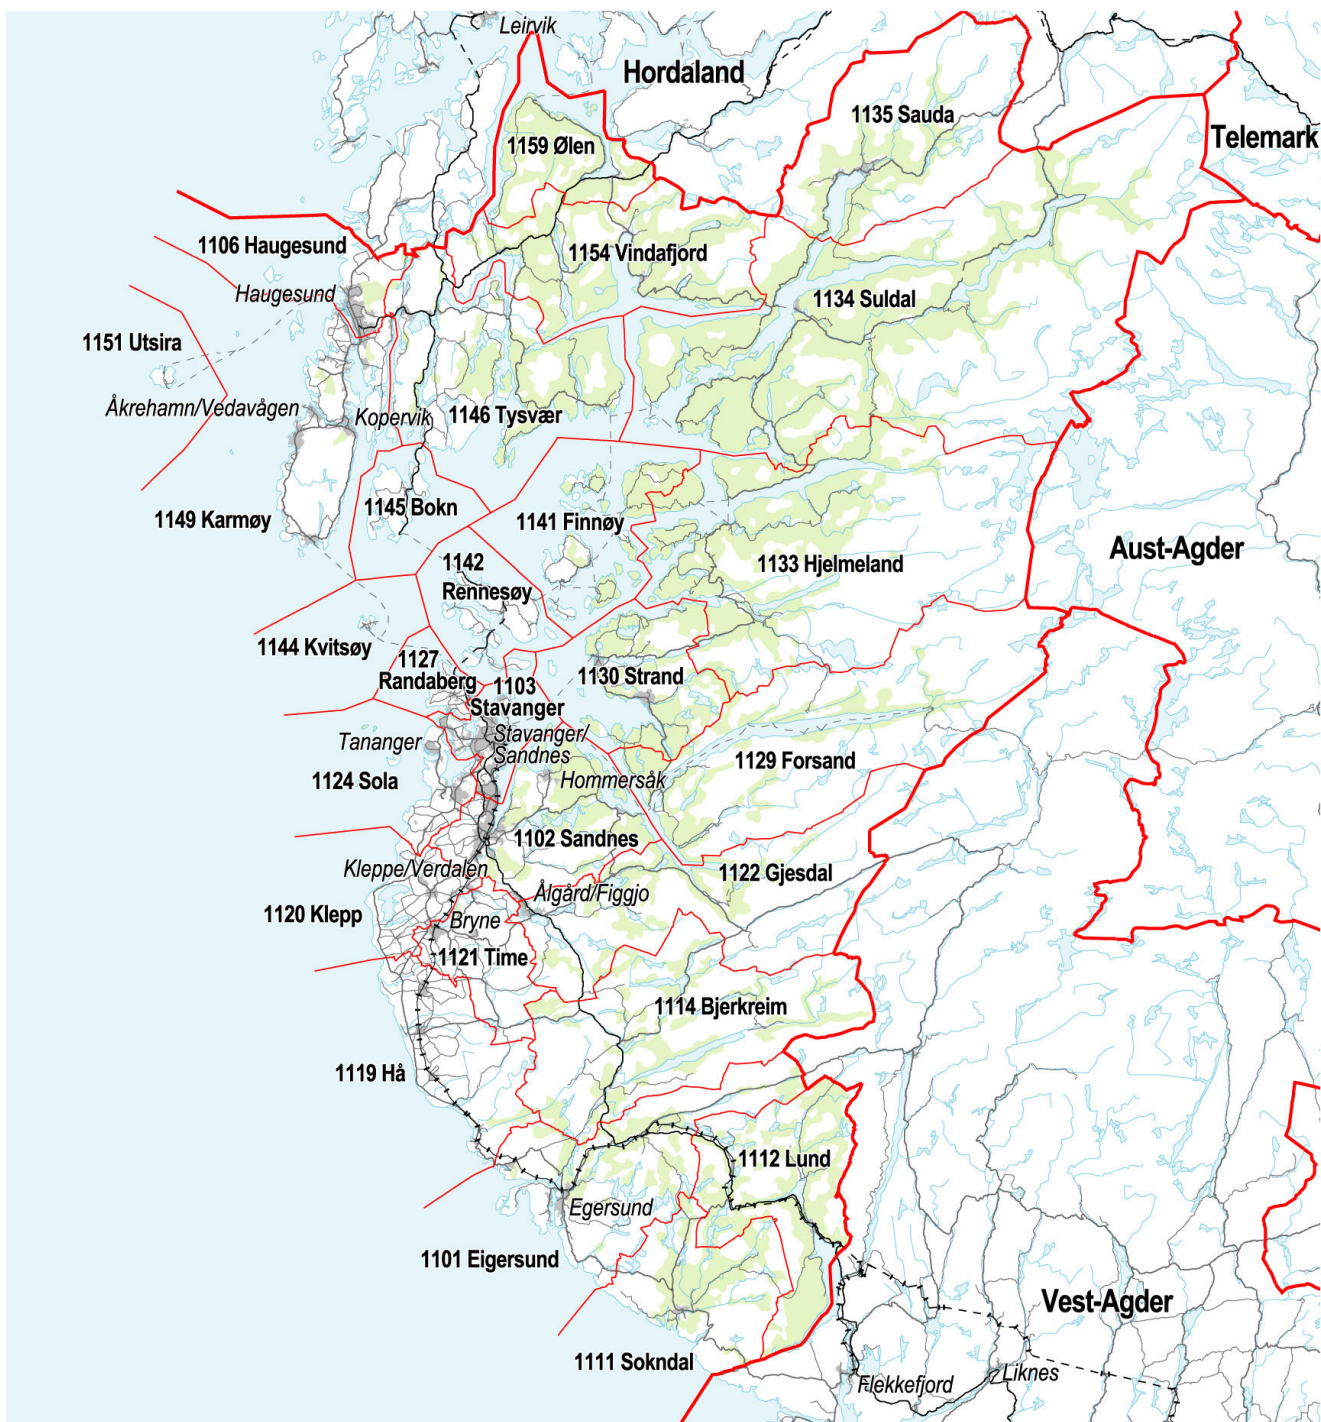 Leirvik
Hordaland
1135 Sauda
Telemark
1159 Ølen
1106 Haugesund
1154 Vindafjord
Haugesund
1134 Suldal
1151 Utsira
Åkrehamn/Vedavågen
Kopervik
1146 Tysvær
1149 Karmøy
1145 Bokn
1141 Finnøy
Aust-Agder
1133 Hjelmeland
1142
Rennesøy
1144 Kvitsøy
1127
Randaberg
1103
Stavanger
1130 Strand
Stavanger/
Sandnes
Tananger
1129 Forsand
Hommersåk
1124 Sola
1102 Sandnes
Kleppe/Verdalen
1122 Gjesdal
Ålgård/Figgjo
1120 Klepp
Bryne
1121 Time
1114 Bjerkreim
1119 Hå
1112 Lund
Egersund
1101 Eigersund
Vest-Agder
1111 Sokndal
Flekkefjord
Liknes